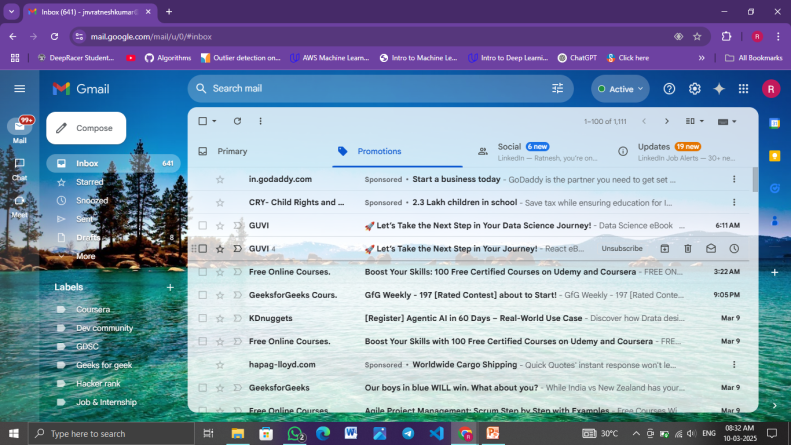 Inbox (641) - jnvratneshkumar
mail.google.com/mail/u/0/#inbox
R
DeepRacer Student...
Algorithms
Outlier detection on...
AWS Machine Learn...
Intro to Machine Le...
Intro to Deep Learni...
ChatGPT
Click here
All Bookmarks
Gmail
Search mail
Active
R
99+
Mail
Chat
Meet
Compose
Inbox 641
Starred
Snoozed
Sent
Drafts 8
More
Labels
Coursera
Dev community
GDSC
Geeks for geek
Hacker rank
Job & Internship
1–100 of 1,111
Primary
Promotions
Social 6 new
LinkedIn — Ratnesh, you're on...
Updates 19 new
LinkedIn Job Alerts — 30+ ne...
in.godaddy.com Sponsored • Start a business today - GoDaddy is the partner you need to get set ...
CRY- Child Rights and ... Sponsored • 2.3 Lakh children in school - Save tax while ensuring education for l...
GUVI 🚀 Let's Take the Next Step in Your Data Science Journey! - Data Science eBook ... 6:11 AM
GUVI 4 🚀 Let's Take the Next Step in Your Journey! - React eB... Unsubscribe
Free Online Courses. Boost Your Skills: 100 Free Certified Courses on Udemy and Coursera - FREE ON... 3:22 AM
GeeksforGeeks Cours. GfG Weekly - 197 [Rated Contest] about to Start! - GfG Weekly - 197 [Rated Conte... 9:05 PM
KDnuggets [Register] Agentic AI in 60 Days – Real-World Use Case - Discover how Drata desi... Mar 9
Free Online Courses. Boost Your Skills with 100 Free Certified Courses on Udemy and Coursera - FRE... Mar 9
hapag-lloyd.com Sponsored • Worldwide Cargo Shipping - Quick Quotes' instant response won't le...
GeeksforGeeks Our boys in blue WILL win. What about you? - While India vs New Zealand has your... Mar 9
Free Online Courses. Agile Project Management: Scrum Step by Step with Examples - Free Courses Wi... Mar 9
Type here to search
2
30°C
ENG
08:32 AM
10-03-2025